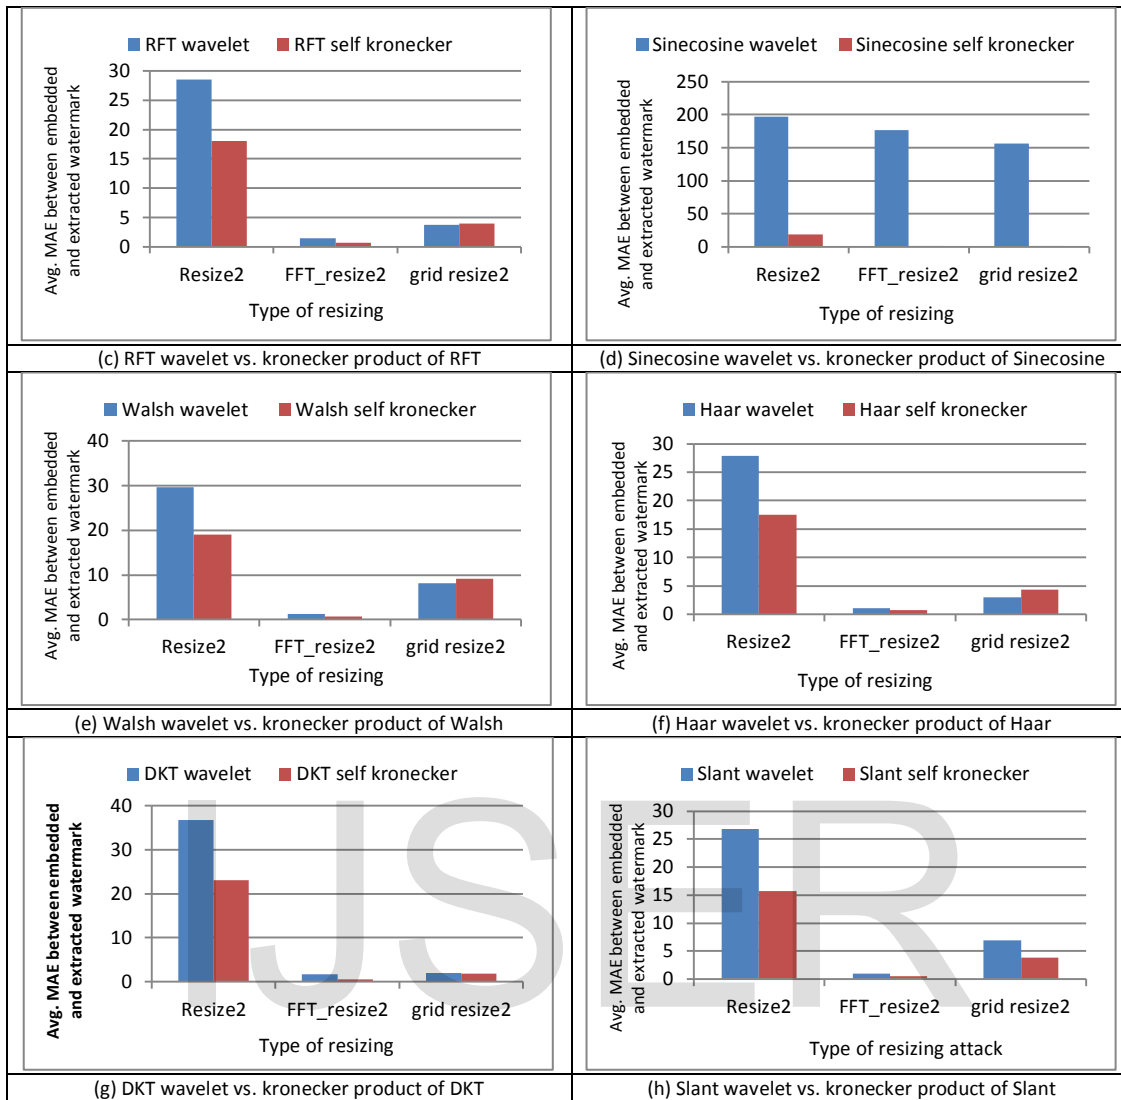 RFT wavelet RFT self kronecker
Avg. MAE between embedded
and extracted watermark
30
25
20
15
10
5
0
Resize2 FFT_resize2 grid resize2
Type of resizing
(c) RFT wavelet vs. kronecker product of RFT
Sinecosine wavelet Sinecosine self kronecker
Avg. MAE between embedded
and extracted watermark
250
200
150
100
50
0
Resize2 FFT_resize2 grid resize2
Type of resizing
(d) Sinecosine wavelet vs. kronecker product of Sinecosine
Walsh wavelet Walsh self kronecker
Avg. MAE between embedded
and extracted watermark
40
30
20
10
0
Resize2 FFT_resize2 grid resize2
Type of resizing
(e) Walsh wavelet vs. kronecker product of Walsh
Haar wavelet Haar self kronecker
Avg. MAE between embedded
and extracted watermark
30
25
20
15
10
5
0
Resize2 FFT_resize2 grid resize2
Type of resizing
(f) Haar wavelet vs. kronecker product of Haar
DKT wavelet DKT self kronecker
Avg. MAE between embedded
and extracted watermark
40
30
20
10
0
Resize2 FFT_resize2 grid resize2
Type of resizing
(g) DKT wavelet vs. kronecker product of DKT
Slant wavelet Slant self kronecker
Avg. MAE between embedded
and extracted watermark
30
25
20
15
10
5
0
Resize2 FFT_resize2 grid resize2
Type of resizing attack
(h) Slant wavelet vs. kronecker product of Slant
IJSER